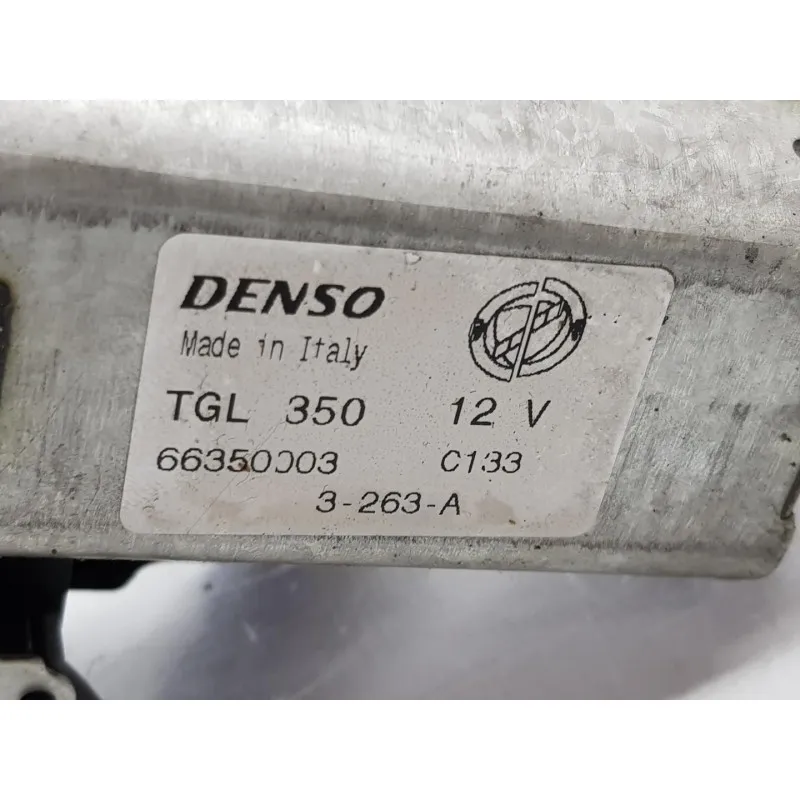 DENSO
Made in Italy
TGL 350 12 V
66350003 C133
3-263-A